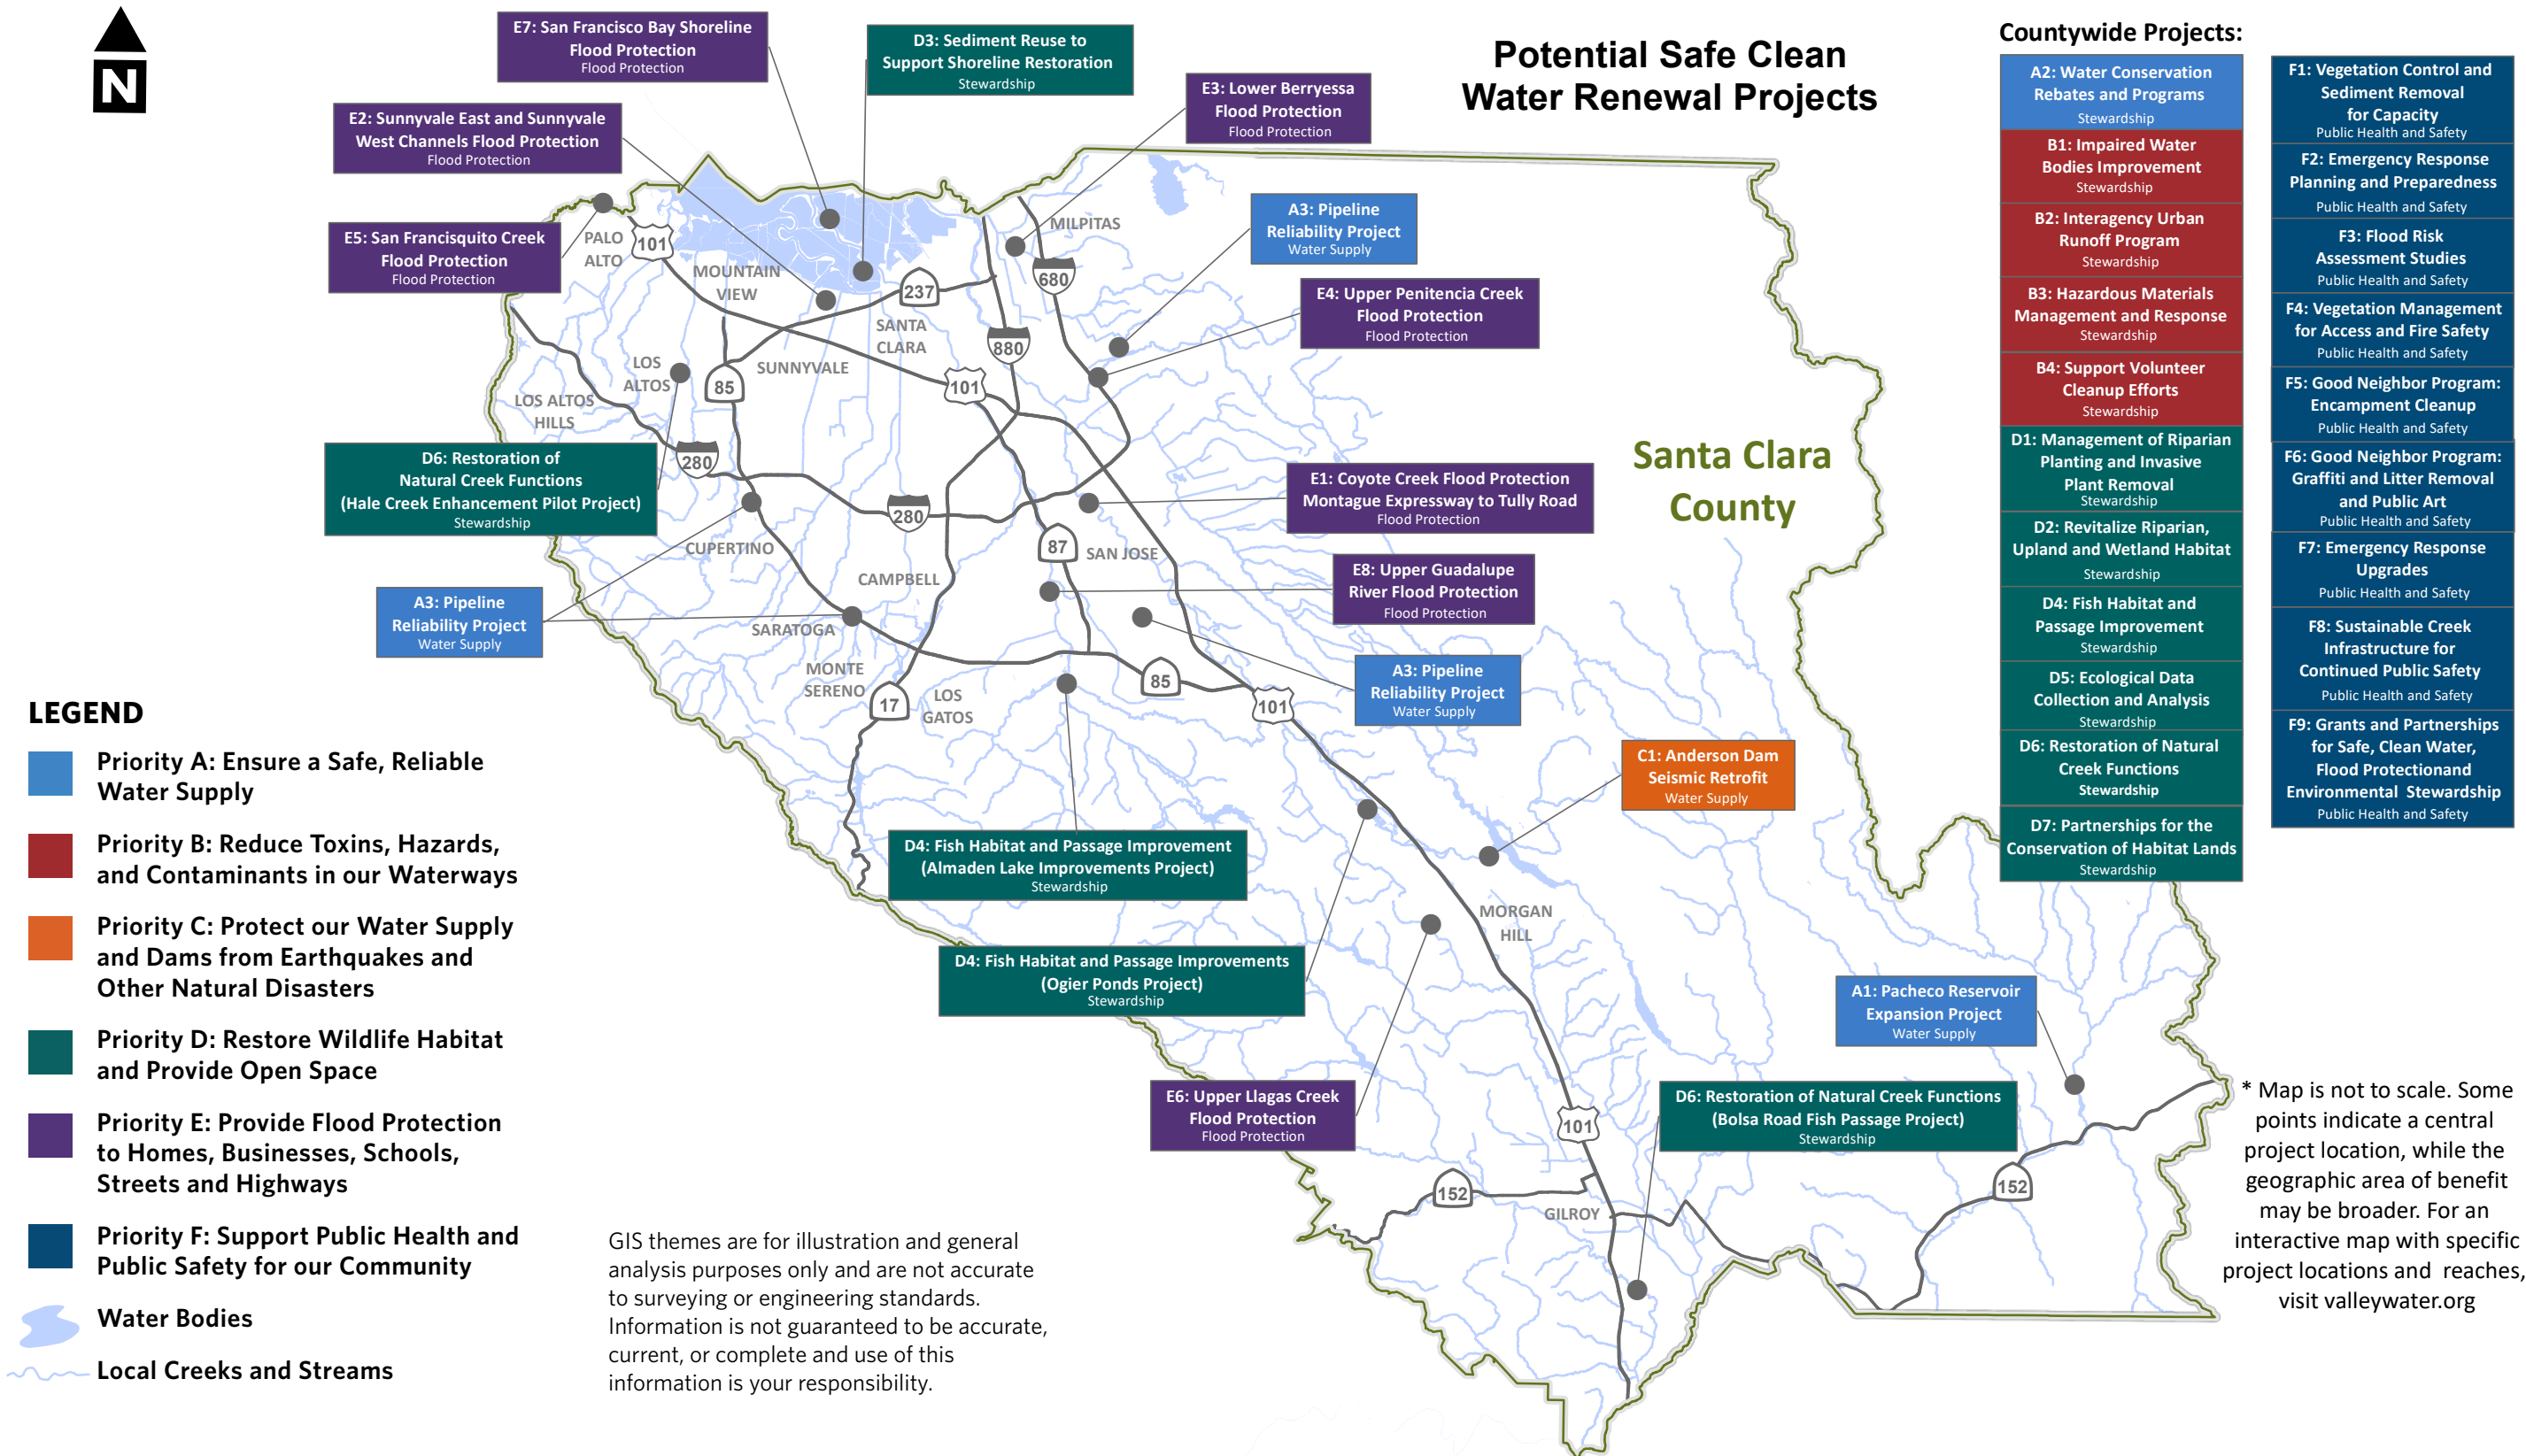 N
Potential Safe Clean
Water Renewal Projects
E7: San Francisco Bay Shoreline
Flood Protection
Flood Protection
D3: Sediment Reuse to
Support Shoreline Restoration
Stewardship
E3: Lower Berryessa
Flood Protection
Flood Protection
E2: Sunnyvale East and Sunnyvale
West Channels Flood Protection
Flood Protection
A3: Pipeline
Reliability Project
Water Supply
E5: San Francisquito Creek
Flood Protection
Flood Protection
E4: Upper Penitencia Creek
Flood Protection
Flood Protection
D6: Restoration of
Natural Creek Functions
(Hale Creek Enhancement Pilot Project)
Stewardship
E1: Coyote Creek Flood Protection
Montague Expressway to Tully Road
Flood Protection
A3: Pipeline
Reliability Project
Water Supply
E8: Upper Guadalupe
River Flood Protection
Flood Protection
A3: Pipeline
Reliability Project
Water Supply
C1: Anderson Dam
Seismic Retrofit
Water Supply
D4: Fish Habitat and Passage Improvement
(Almaden Lake Improvements Project)
Stewardship
D4: Fish Habitat and Passage Improvements
(Ogier Ponds Project)
Stewardship
A1: Pacheco Reservoir
Expansion Project
Water Supply
E6: Upper Llagas Creek
Flood Protection
Flood Protection
D6: Restoration of Natural Creek Functions
(Bolsa Road Fish Passage Project)
Stewardship
Santa Clara
County
PALO
ALTO
101
MOUNTAIN
VIEW
MILPITAS
680
237
SANTA
CLARA
880
LOS
ALTOS
85
SUNNYVALE
101
LOS ALTOS
HILLS
280
280
CUPERTINO
87
SAN JOSE
CAMPBELL
SARATOGA
MONTE
SERENO
17
LOS
GATOS
85
101
MORGAN
HILL
101
152
GILROY
152
Countywide Projects:
A2: Water Conservation
Rebates and Programs
Stewardship
B1: Impaired Water
Bodies Improvement
Stewardship
B2: Interagency Urban
Runoff Program
Stewardship
B3: Hazardous Materials
Management and Response
Stewardship
B4: Support Volunteer
Cleanup Efforts
Stewardship
D1: Management of Riparian
Planting and Invasive
Plant Removal
Stewardship
D2: Revitalize Riparian,
Upland and Wetland Habitat
Stewardship
D4: Fish Habitat and
Passage Improvement
Stewardship
D5: Ecological Data
Collection and Analysis
Stewardship
D6: Restoration of Natural
Creek Functions
Stewardship
D7: Partnerships for the
Conservation of Habitat Lands
Stewardship
F1: Vegetation Control and
Sediment Removal
for Capacity
Public Health and Safety
F2: Emergency Response
Planning and Preparedness
Public Health and Safety
F3: Flood Risk
Assessment Studies
Public Health and Safety
F4: Vegetation Management
for Access and Fire Safety
Public Health and Safety
F5: Good Neighbor Program:
Encampment Cleanup
Public Health and Safety
F6: Good Neighbor Program:
Graffiti and Litter Removal
and Public Art
Public Health and Safety
F7: Emergency Response
Upgrades
Public Health and Safety
F8: Sustainable Creek
Infrastructure for
Continued Public Safety
Public Health and Safety
F9: Grants and Partnerships
for Safe, Clean Water,
Flood Protectionand
Environmental Stewardship
Public Health and Safety
LEGEND
Priority A: Ensure a Safe, Reliable
Water Supply
Priority B: Reduce Toxins, Hazards,
and Contaminants in our Waterways
Priority C: Protect our Water Supply
and Dams from Earthquakes and
Other Natural Disasters
Priority D: Restore Wildlife Habitat
and Provide Open Space
Priority E: Provide Flood Protection
to Homes, Businesses, Schools,
Streets and Highways
Priority F: Support Public Health and
Public Safety for our Community
Water Bodies
Local Creeks and Streams
GIS themes are for illustration and general
analysis purposes only and are not accurate
to surveying or engineering standards.
Information is not guaranteed to be accurate,
current, or complete and use of this
information is your responsibility.
* Map is not to scale. Some
points indicate a central
project location, while the
geographic area of benefit
may be broader. For an
interactive map with specific
project locations and reaches,
visit valleywater.org